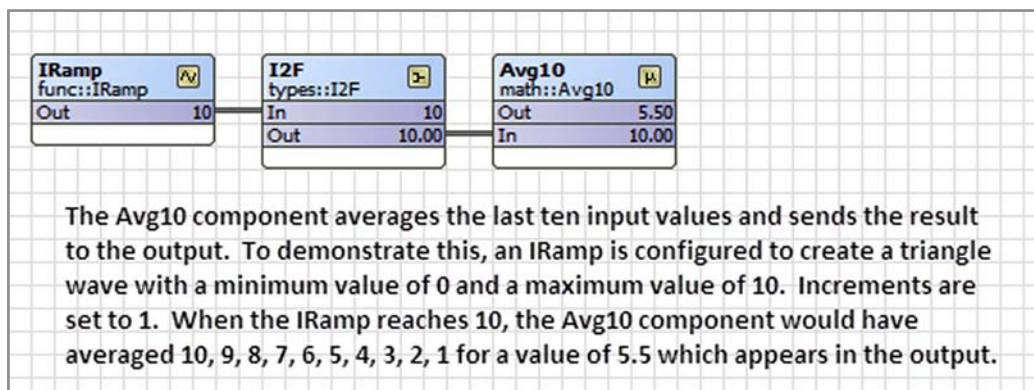 IRamp
func::IRamp
Out 10
I2F
types::I2F
In 10
Out 10.00
Avg10
math::Avg10
μ
Out 5.50
In 10.00
The Avg10 component averages the last ten input values and sends the result
to the output. To demonstrate this, an IRamp is configured to create a triangle
wave with a minimum value of 0 and a maximum value of 10. Increments are
set to 1. When the IRamp reaches 10, the Avg10 component would have
averaged 10, 9, 8, 7, 6, 5, 4, 3, 2, 1 for a value of 5.5 which appears in the output.